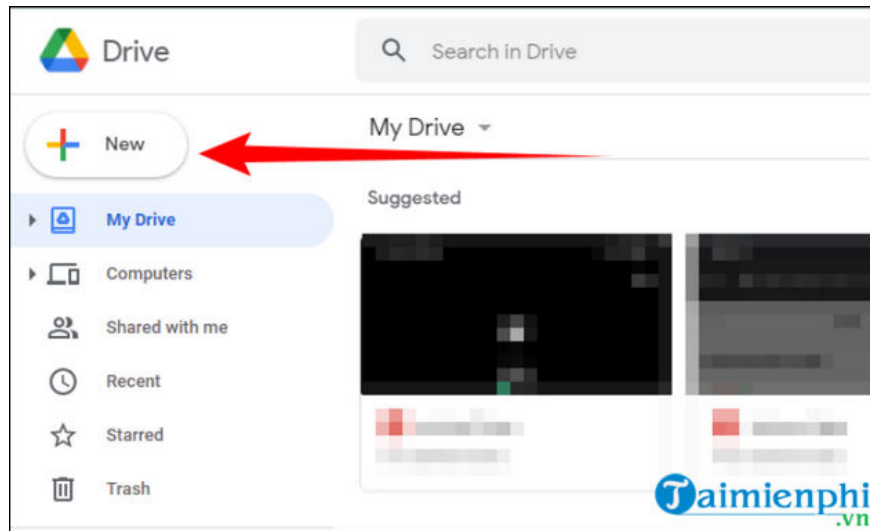 Drive
Search in Drive
New
My Drive
Suggested
My Drive
Computers
Shared with me
Recent
Starred
Trash
Taimienphi
.vn